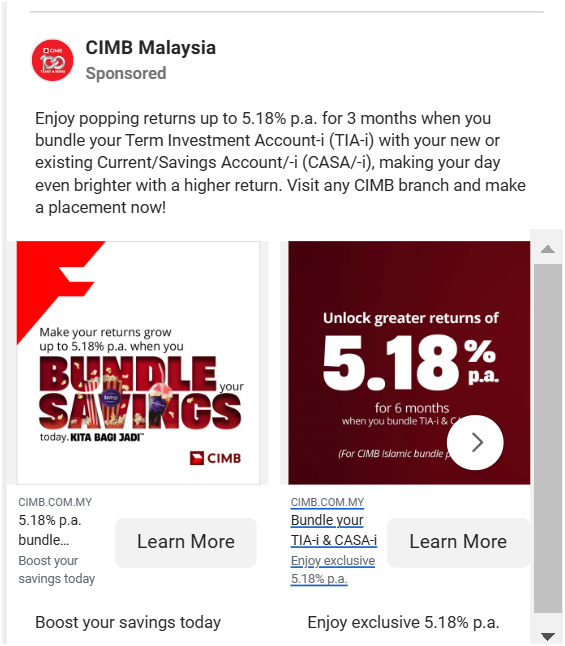 CIMB Malaysia
Sponsored
Enjoy popping returns up to 5.18% p.a. for 3 months when you
bundle your Term Investment Account-i (TIA-i) with your new or
existing Current/Savings Account/-i (CASA/-i), making your day
even brighter with a higher return. Visit any CIMB branch and make
a placement now!
Make your returns grow
up to 5.18% p.a. when you
BUNDLE your
SAVINGS
today. KITA BAGI JADI™
CIMB
CIMB.COM.MY
5.18% p.a.
bundle...
Boost your
savings today
Learn More
Boost your savings today
Unlock greater returns of
5.18%
p.a.
for 6 months
when you bundle TIA-i &
(For CIMB Islamic bundle
CIMB.COM.MY
Bundle your
TIA-i & CASA-i
Enjoy exclusive
5.18% p.a.
Learn More
Enjoy exclusive 5.18% p.a.